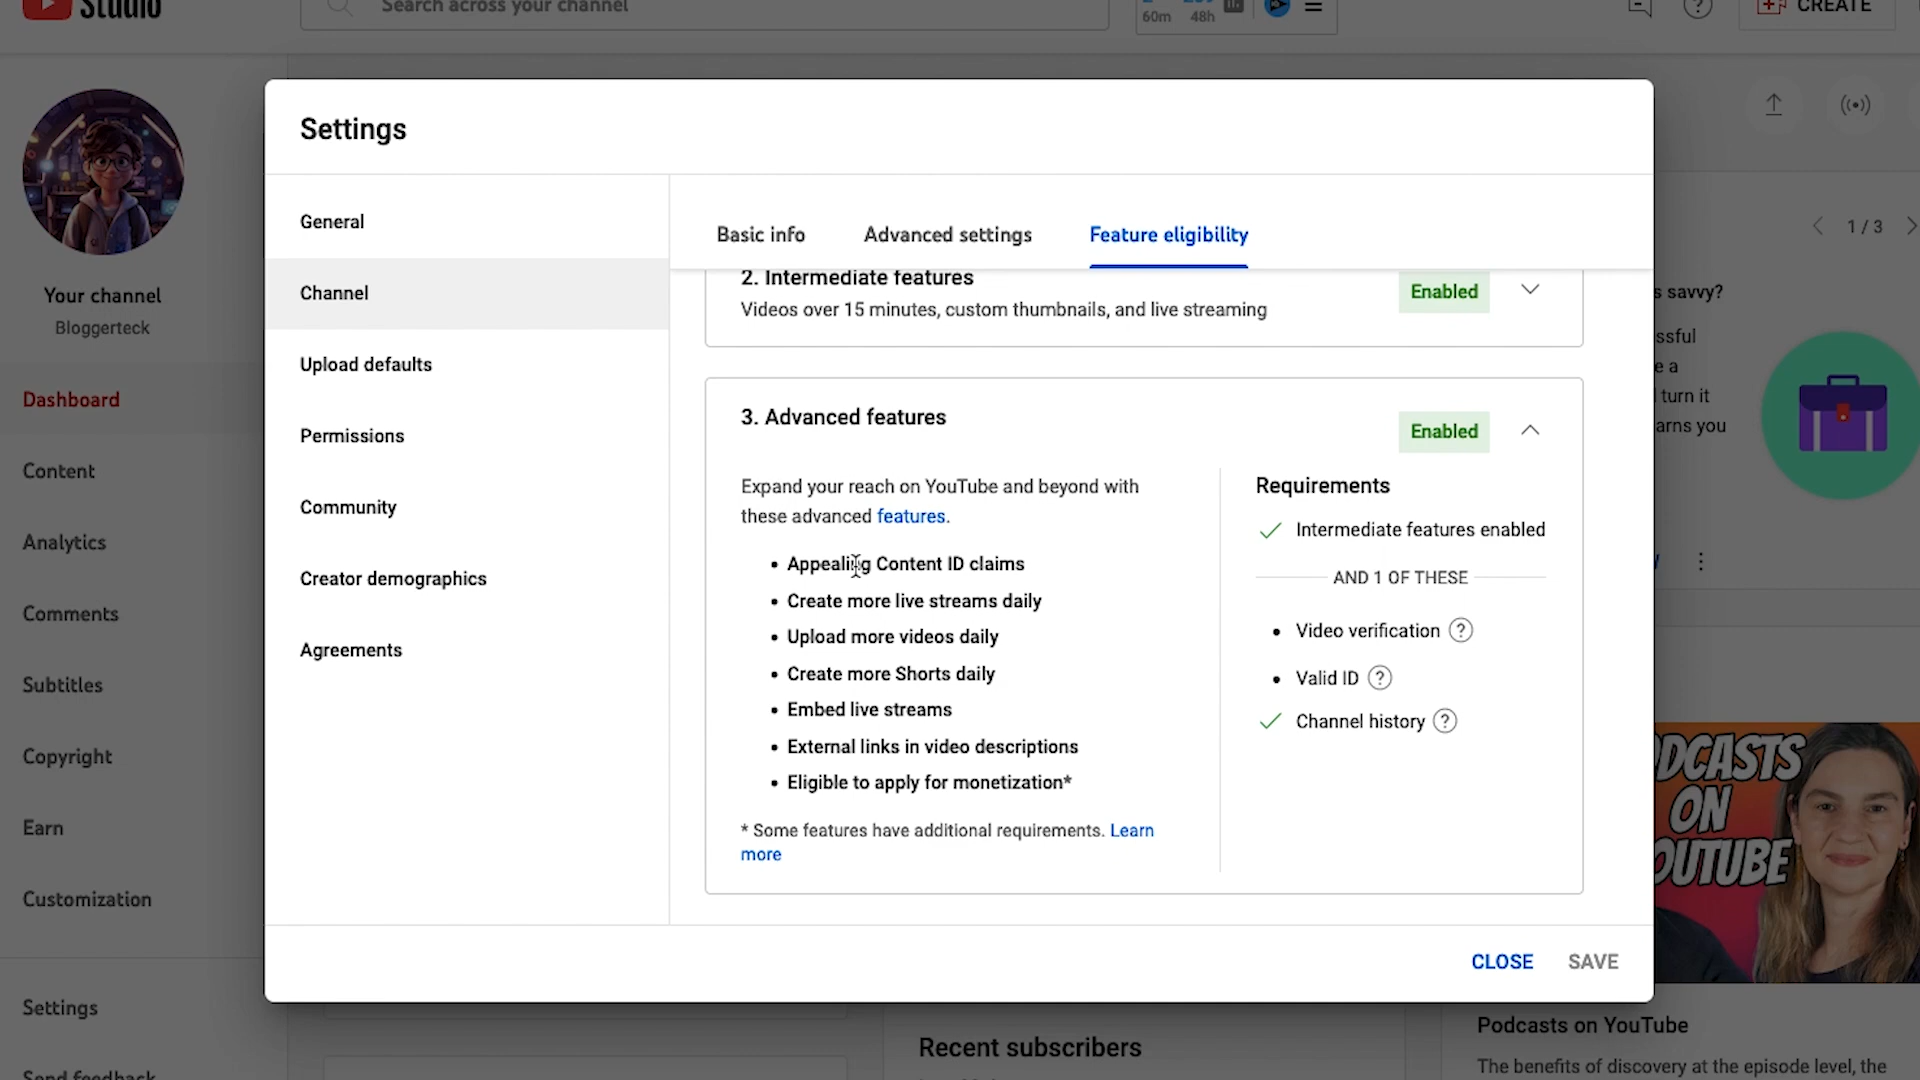 Studio
Search across your channel
60m 48h
CREATE
Settings
General
Channel
Upload defaults
Permissions
Community
Creator demographics
Agreements
Basic info
Advanced settings
Feature eligibility
2. Intermediate features
Videos over 15 minutes, custom thumbnails, and live streaming
Enabled
3. Advanced features
Enabled
Expand your reach on YouTube and beyond with
these advanced features.
• Appealing Content ID claims
• Create more live streams daily
• Upload more videos daily
• Create more Shorts daily
• Embed live streams
• External links in video descriptions
• Eligible to apply for monetization*
* Some features have additional requirements. Learn
more
Requirements
Intermediate features enabled
AND 1 OF THESE
• Video verification ?
• Valid ID ?
Channel history ?
CLOSE
SAVE
Your channel
Bloggerteck
Dashboard
Content
Analytics
Comments
Subtitles
Copyright
Earn
Customization
Settings
Send feedback
1 / 3
s savvy?
ssful
e a
turn it
arns you
DCASTS
ON
OUTUBE
Podcasts on YouTube
The benefits of discovery at the episode level, the
Recent subscribers